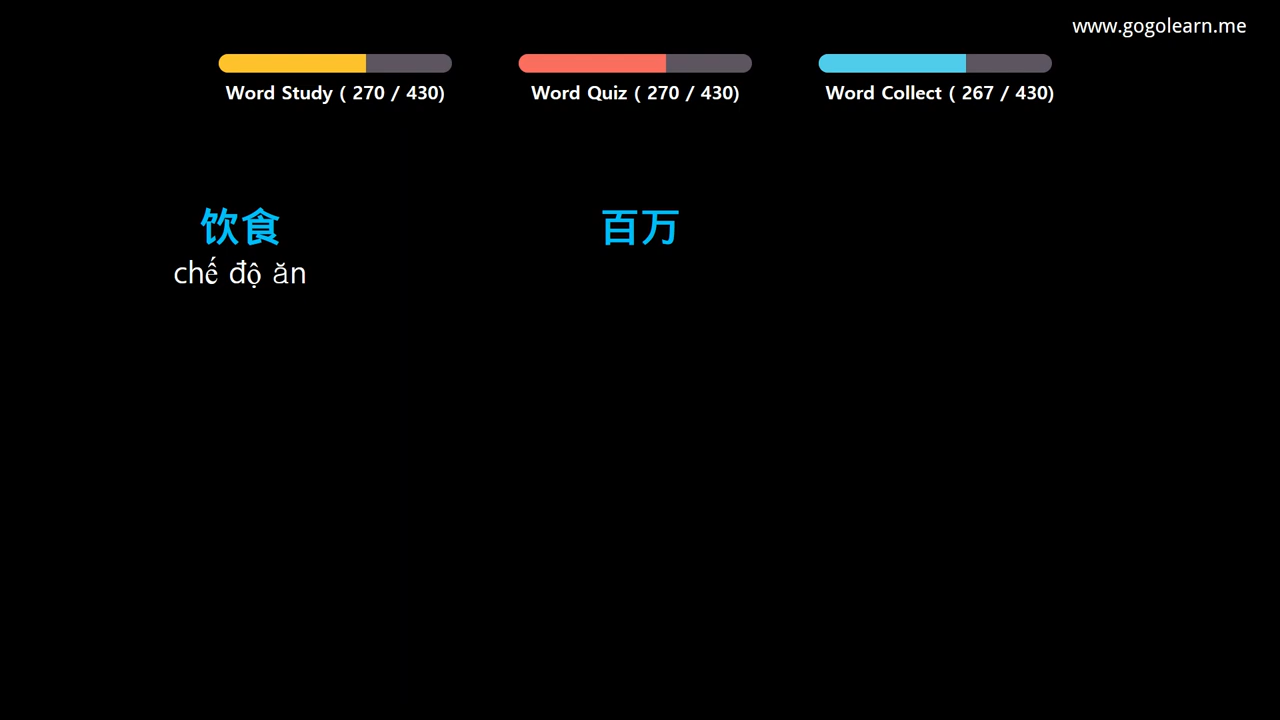 www.gogolearn.me
Word Study ( 270 / 430)
Word Quiz ( 270 / 430)
Word Collect ( 267 / 430)
饮食
chế độ ăn
百万